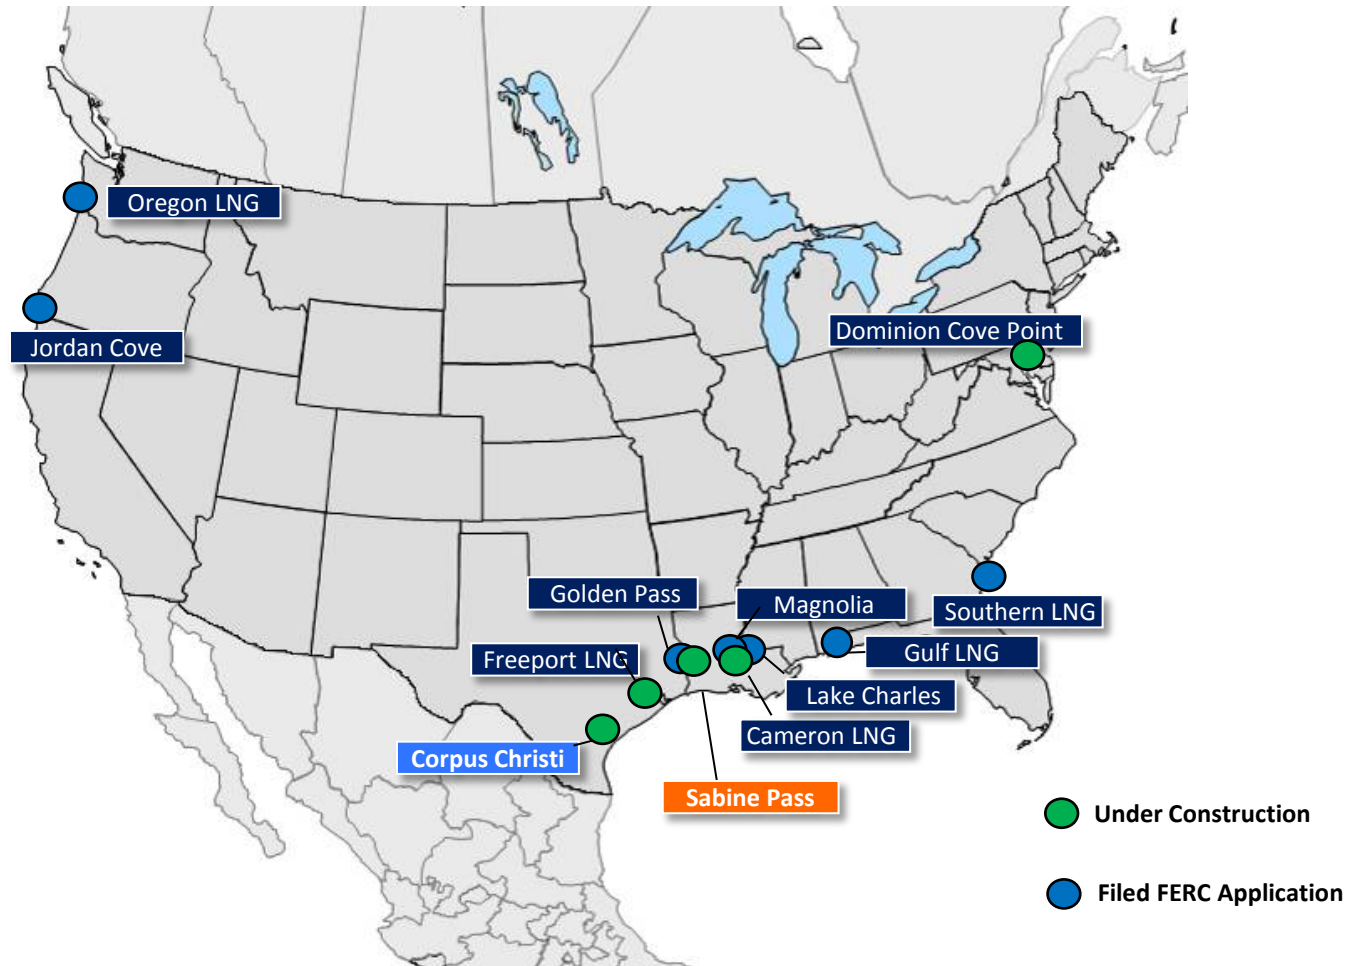 Oregon LNG
Jordan Cove
Dominion Cove Point
Golden Pass
Magnolia
Southern LNG
Freeport LNG
Gulf LNG
Lake Charles
Cameron LNG
Corpus Christi
Sabine Pass
Under Construction
Filed FERC Application